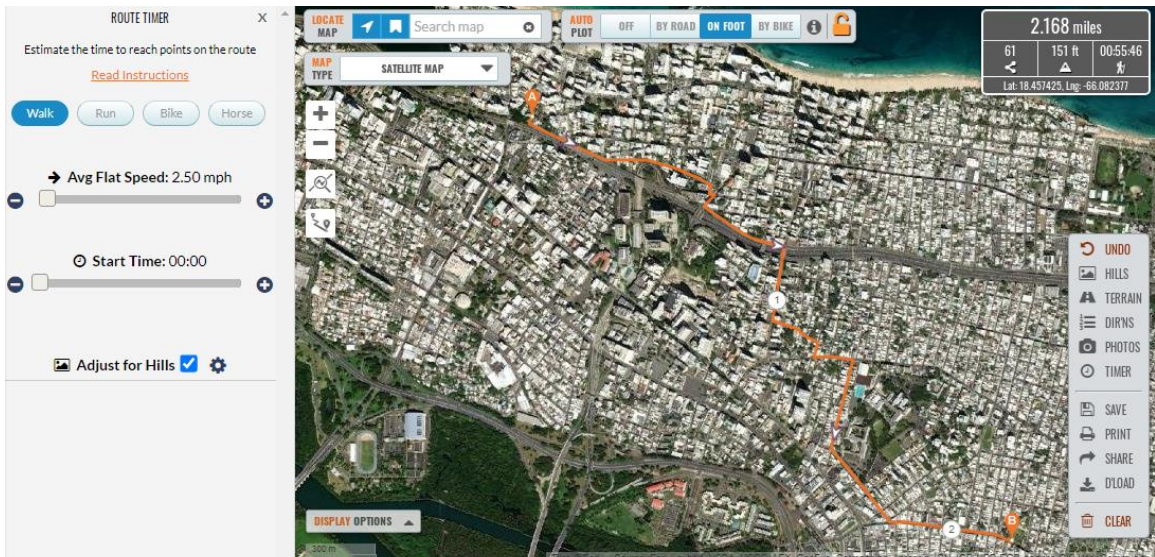 ROUTE TIMER
X
Estimate the time to reach points on the route
Read Instructions
Walk Run Bike Horse
Avg Flat Speed: 2.50 mph
Start Time: 00:00
Adjust for Hills
LOCATE MAP
Search map
AUTO PLOT
OFF BY ROAD ON FOOT BY BIKE
MAP TYPE
SATELLITE MAP
2.168 miles
61 151 ft 00:55:46
Lat: 18.457425, Lng: -66.082377
A
1
2
B
UNDO
HILLS
TERRAIN
DIR'NS
PHOTOS
TIMER
SAVE
PRINT
SHARE
D'LOAD
CLEAR
DISPLAY OPTIONS
300 m